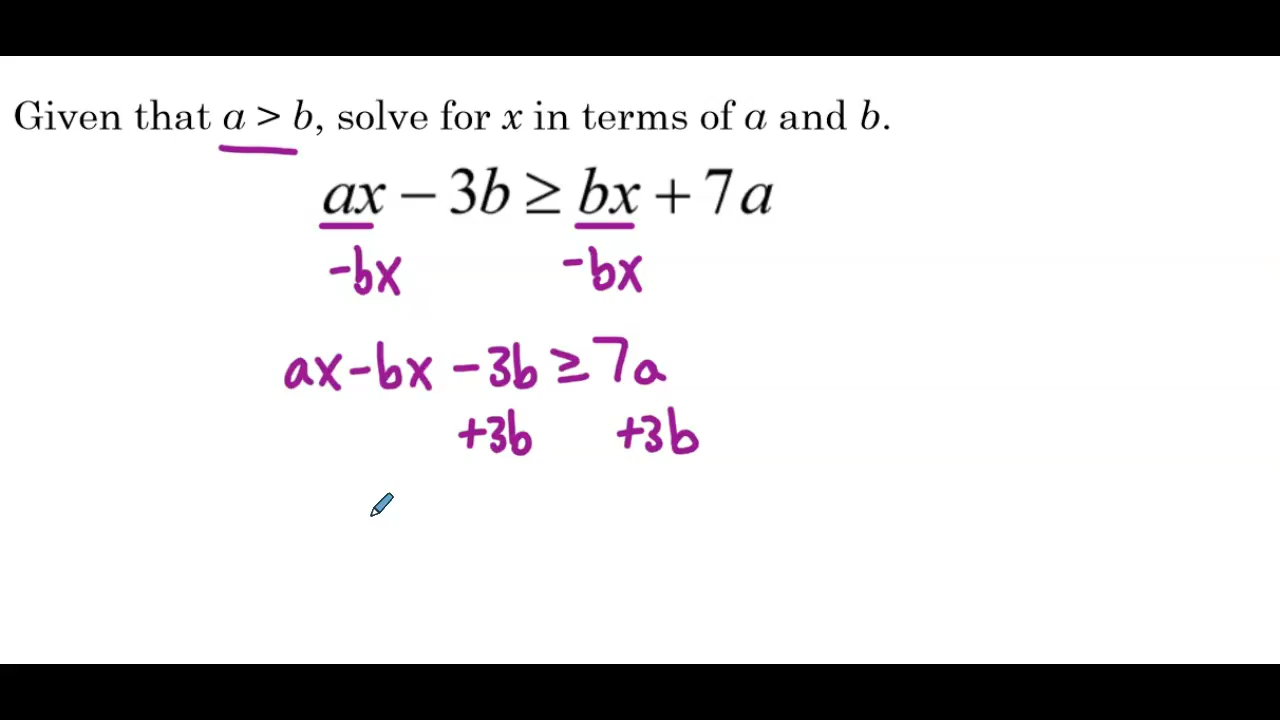 Given that a > b, solve for x in terms of a and b.
ax − 3b ≥ bx + 7a
-bx -bx
ax-bx -3b ≥ 7a
+3b +3b